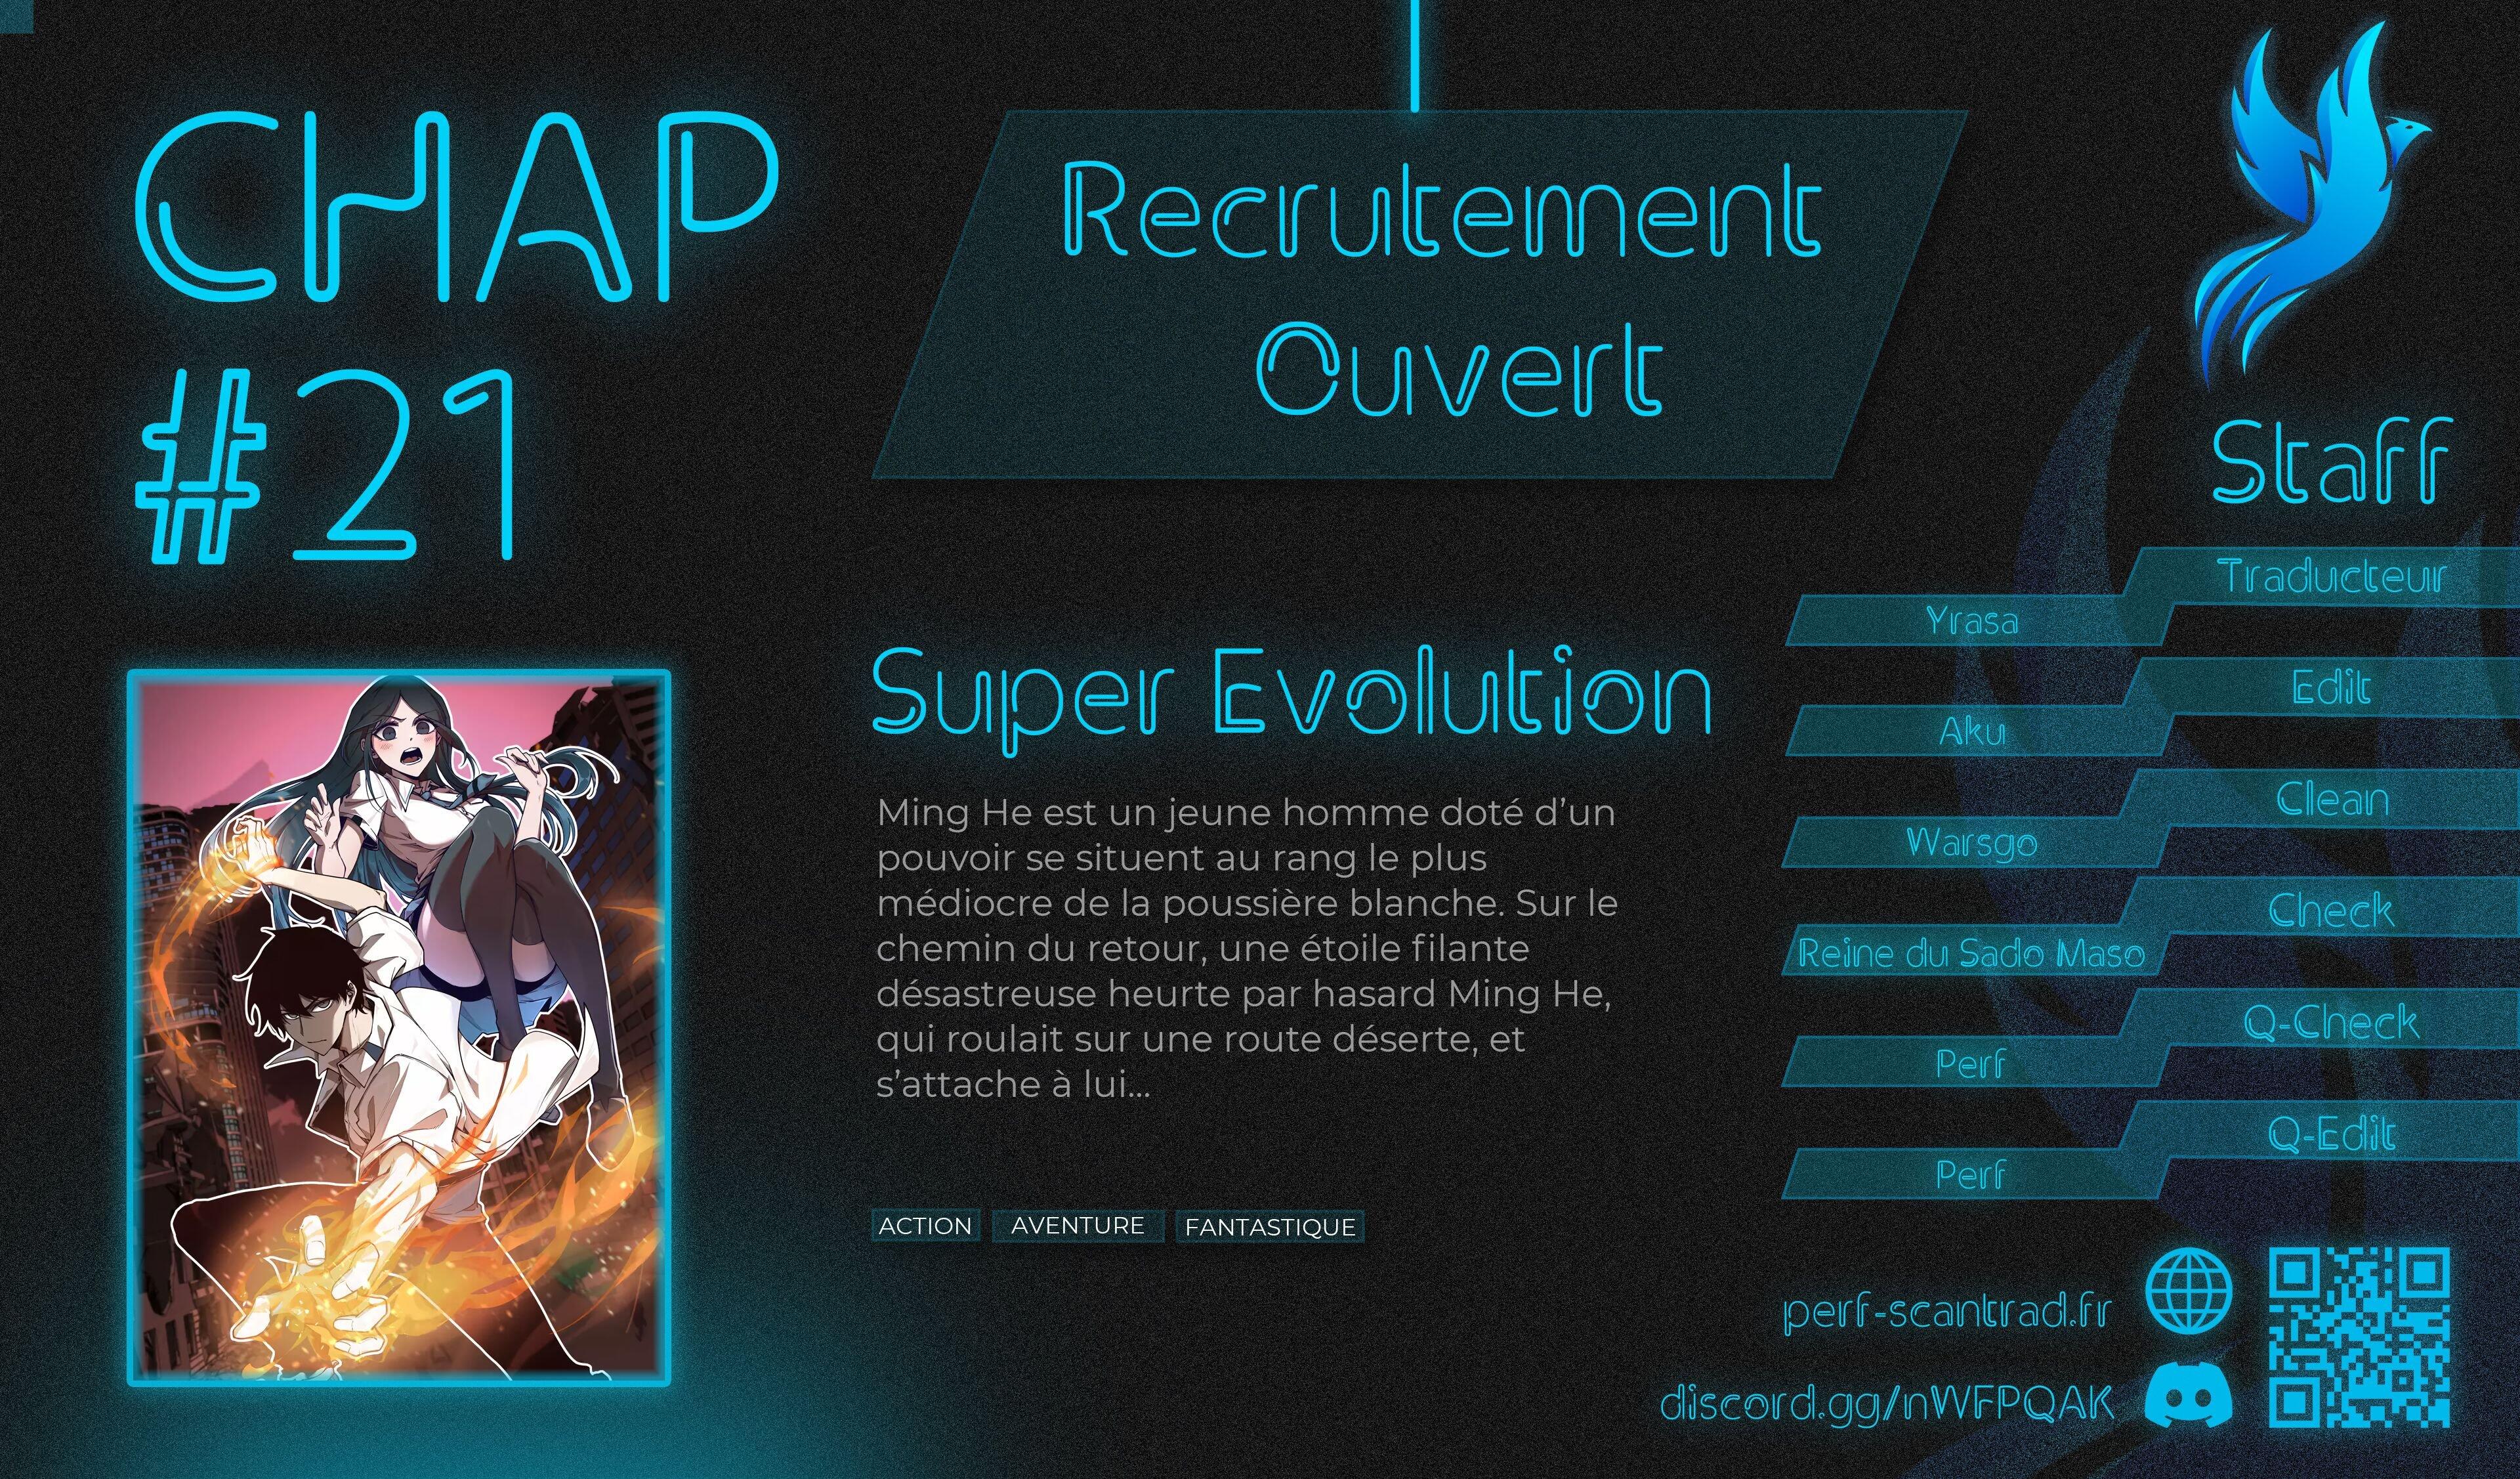 CHAP
#21
Recrutement
Ouvert
Super Evolution
Ming He est un jeune homme doté d’un
pouvoir se situent au rang le plus
médiocre de la poussière blanche. Sur le
chemin du retour, une étoile filante
désastreuse heurte par hasard Ming He,
qui roulait sur une route déserte, et
s’attache à lui...
ACTION AVENTURE FANTASTIQUE
Staff
Traducteur
Yrasa
Edit
Aku
Clean
Warsgo
Check
Reine du Sado Maso
Q-Check
Perf
Q-Edit
Perf
perf-scantrad.fr
discord.gg/nWFPQAK